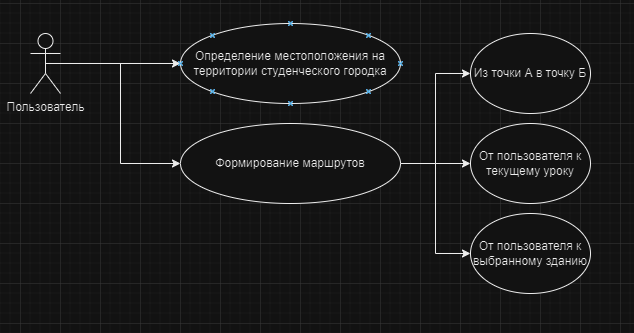 Пользователь
Определение местоположения на
территории студенческого городка
Формирование маршрутов
Из точки А в точку Б
От пользователя к
текущему уроку
От пользователя к
выбранному зданию